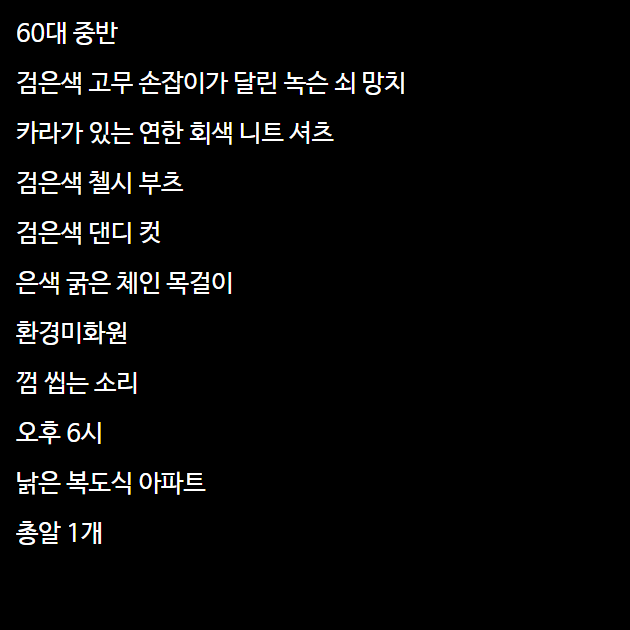 60대 중반
검은색 고무 손잡이가 달린 녹슨 쇠 망치
카라가 있는 연한 회색 니트 셔츠
검은색 첼시 부츠
검은색 댄디 컷
은색 굵은 체인 목걸이
환경미화원
껌 씹는 소리
오후 6시
낡은 복도식 아파트
총알 1개